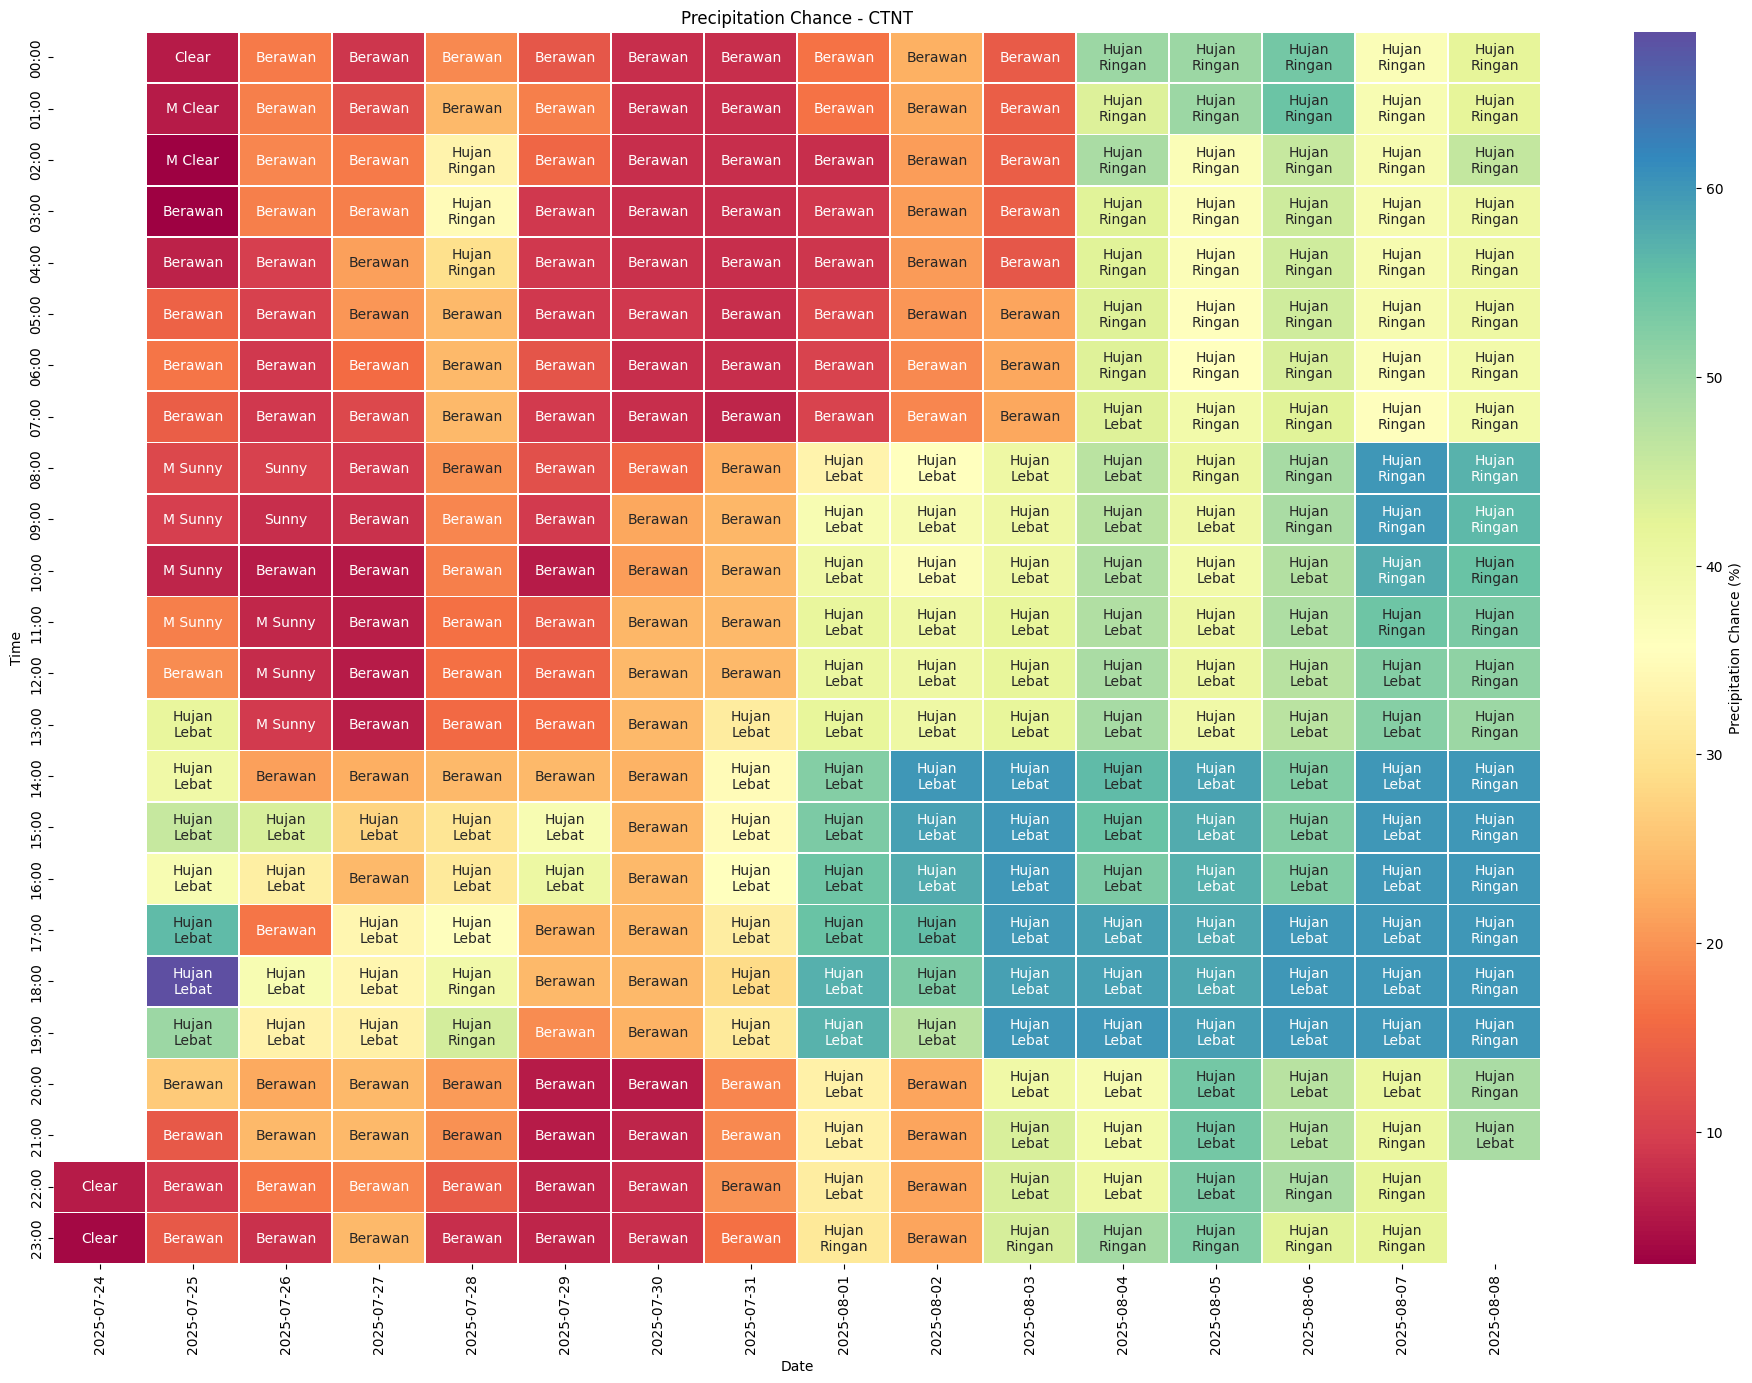 Precipitation Chance - CTNT
Time
00:00
Clear Berawan Berawan Berawan Berawan Berawan Berawan Berawan Berawan Berawan Hujan Hujan Hujan Hujan Hujan
Ringan Ringan Ringan Ringan Ringan
01:00
M Clear Berawan Berawan Berawan Berawan Berawan Berawan Berawan Berawan Berawan Hujan Hujan Hujan Hujan Hujan
Ringan Ringan Ringan Ringan Ringan
02:00
M Clear Berawan Berawan Hujan Berawan Berawan Berawan Berawan Berawan Berawan Hujan Hujan Hujan Hujan Hujan
Ringan Ringan Ringan Ringan Ringan Ringan
03:00
Berawan Berawan Berawan Hujan Berawan Berawan Berawan Berawan Berawan Berawan Hujan Hujan Hujan Hujan Hujan
Ringan Ringan Ringan Ringan Ringan Ringan
04:00
Berawan Berawan Berawan Hujan Berawan Berawan Berawan Berawan Berawan Berawan Hujan Hujan Hujan Hujan Hujan
Ringan Ringan Ringan Ringan Ringan Ringan
05:00
Berawan Berawan Berawan Berawan Berawan Berawan Berawan Berawan Berawan Berawan Hujan Hujan Hujan Hujan Hujan
Ringan Ringan Ringan Ringan Ringan
06:00
Berawan Berawan Berawan Berawan Berawan Berawan Berawan Berawan Berawan Berawan Hujan Hujan Hujan Hujan Hujan
Ringan Ringan Ringan Ringan Ringan
07:00
Berawan Berawan Berawan Berawan Berawan Berawan Berawan Berawan Berawan Berawan Hujan Hujan Hujan Hujan Hujan
Lebat Ringan Ringan Ringan Ringan
08:00
M Sunny Sunny Berawan Berawan Berawan Berawan Berawan Hujan Hujan Hujan Hujan Hujan Hujan Hujan Hujan
Lebat Lebat Lebat Lebat Ringan Ringan Ringan Ringan
09:00
M Sunny Sunny Berawan Berawan Berawan Berawan Berawan Hujan Hujan Hujan Hujan Hujan Hujan Hujan Hujan
Lebat Lebat Lebat Lebat Lebat Ringan Ringan Ringan
10:00
M Sunny Berawan Berawan Berawan Berawan Berawan Berawan Hujan Hujan Hujan Hujan Hujan Hujan Hujan Hujan
Lebat Lebat Lebat Lebat Lebat Lebat Ringan Ringan
11:00
M Sunny M Sunny Berawan Berawan Berawan Berawan Berawan Hujan Hujan Hujan Hujan Hujan Hujan Hujan Hujan
Lebat Lebat Lebat Lebat Lebat Lebat Ringan Ringan
12:00
Berawan M Sunny Berawan Berawan Berawan Berawan Berawan Hujan Hujan Hujan Hujan Hujan Hujan Hujan Hujan
Lebat Lebat Lebat Lebat Lebat Lebat Lebat Ringan
13:00
Hujan M Sunny Berawan Berawan Berawan Berawan Hujan Hujan Hujan Hujan Hujan Hujan Hujan Hujan Hujan
Lebat Lebat Lebat Lebat Lebat Lebat Lebat Lebat Lebat Ringan
14:00
Hujan Berawan Berawan Berawan Berawan Berawan Hujan Hujan Hujan Hujan Hujan Hujan Hujan Hujan Hujan
Lebat Lebat Lebat Lebat Lebat Lebat Lebat Lebat Lebat Ringan
15:00
Hujan Hujan Hujan Hujan Hujan Berawan Hujan Hujan Hujan Hujan Hujan Hujan Hujan Hujan Hujan
Lebat Lebat Lebat Lebat Lebat Lebat Lebat Lebat Lebat Lebat Lebat Lebat Lebat Ringan
16:00
Hujan Hujan Berawan Hujan Hujan Berawan Hujan Hujan Hujan Hujan Hujan Hujan Hujan Hujan Hujan
Lebat Lebat Lebat Lebat Lebat Lebat Lebat Lebat Lebat Lebat Lebat Lebat Ringan
17:00
Hujan Berawan Hujan Hujan Berawan Berawan Hujan Hujan Hujan Hujan Hujan Hujan Hujan Hujan Hujan
Lebat Lebat Lebat Lebat Lebat Lebat Lebat Lebat Lebat Lebat Lebat Ringan
18:00
Hujan Hujan Hujan Hujan Berawan Berawan Hujan Hujan Hujan Hujan Hujan Hujan Hujan Hujan Hujan
Lebat Lebat Lebat Ringan Lebat Lebat Lebat Lebat Lebat Lebat Lebat Lebat Ringan
19:00
Hujan Hujan Hujan Hujan Berawan Berawan Hujan Hujan Hujan Hujan Hujan Hujan Hujan Hujan Hujan
Lebat Lebat Lebat Ringan Lebat Lebat Lebat Lebat Lebat Lebat Lebat Lebat Ringan
20:00
Berawan Berawan Berawan Berawan Berawan Berawan Berawan Hujan Berawan Hujan Hujan Hujan Hujan Hujan Hujan
Lebat Lebat Lebat Lebat Lebat Lebat Ringan
21:00
Berawan Berawan Berawan Berawan Berawan Berawan Berawan Hujan Berawan Hujan Hujan Hujan Hujan Hujan Hujan
Lebat Lebat Lebat Lebat Lebat Ringan Lebat
22:00
Clear Berawan Berawan Berawan Berawan Berawan Berawan Berawan Hujan Berawan Hujan Hujan Hujan Hujan Hujan
Lebat Lebat Lebat Lebat Ringan Ringan
23:00
Clear Berawan Berawan Berawan Berawan Berawan Berawan Berawan Hujan Berawan Hujan Hujan Hujan Hujan Hujan
Ringan Ringan Ringan Ringan Ringan Ringan
2025-07-24
2025-07-25
2025-07-26
2025-07-27
2025-07-28
2025-07-29
2025-07-30
2025-07-31
2025-08-01
2025-08-02
2025-08-03
2025-08-04
2025-08-05
2025-08-06
2025-08-07
2025-08-08
Date
60
50
40
30
20
10
Precipitation Chance (%)